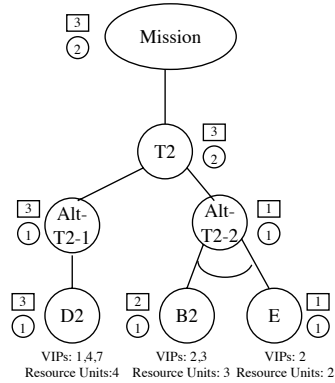 3
2
Mission
T2
3
2
3
1
Alt-
T2-1
Alt-
T2-2
1
1
3
1
D2
2
1
B2
E
1
1
VIPs: 1,4,7
Resource Units:4
VIPs: 2,3
Resource Units: 3
VIPs: 2
Resource Units: 2